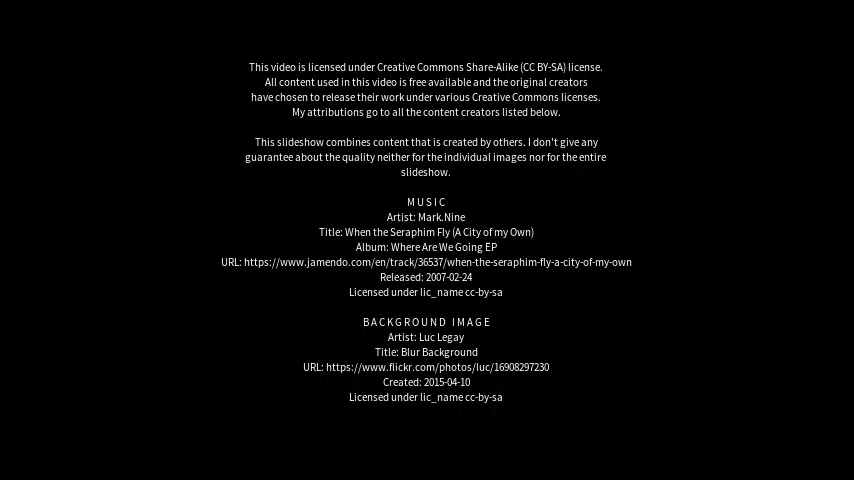 This video is licensed under Creative Commons Share-Alike (CC BY-SA) license.
All content used in this video is free available and the original creators
have chosen to release their work under various Creative Commons licenses.
My attributions go to all the content creators listed below.
This slideshow combines content that is created by others. I don't give any
guarantee about the quality neither for the individual images nor for the entire
slideshow.
MUSIC
Artist: Mark.Nine
Title: When the Seraphim Fly (A City of my Own)
Album: Where Are We Going EP
URL: https://www.jamendo.com/en/track/36537/when-the-seraphim-fly-a-city-of-my-own
Released: 2007-02-24
Licensed under lic_name cc-by-sa
BACKGROUND IMAGE
Artist: Luc Legay
Title: Blur Background
URL: https://www.flickr.com/photos/luc/16908297230
Created: 2015-04-10
Licensed under lic_name cc-by-sa